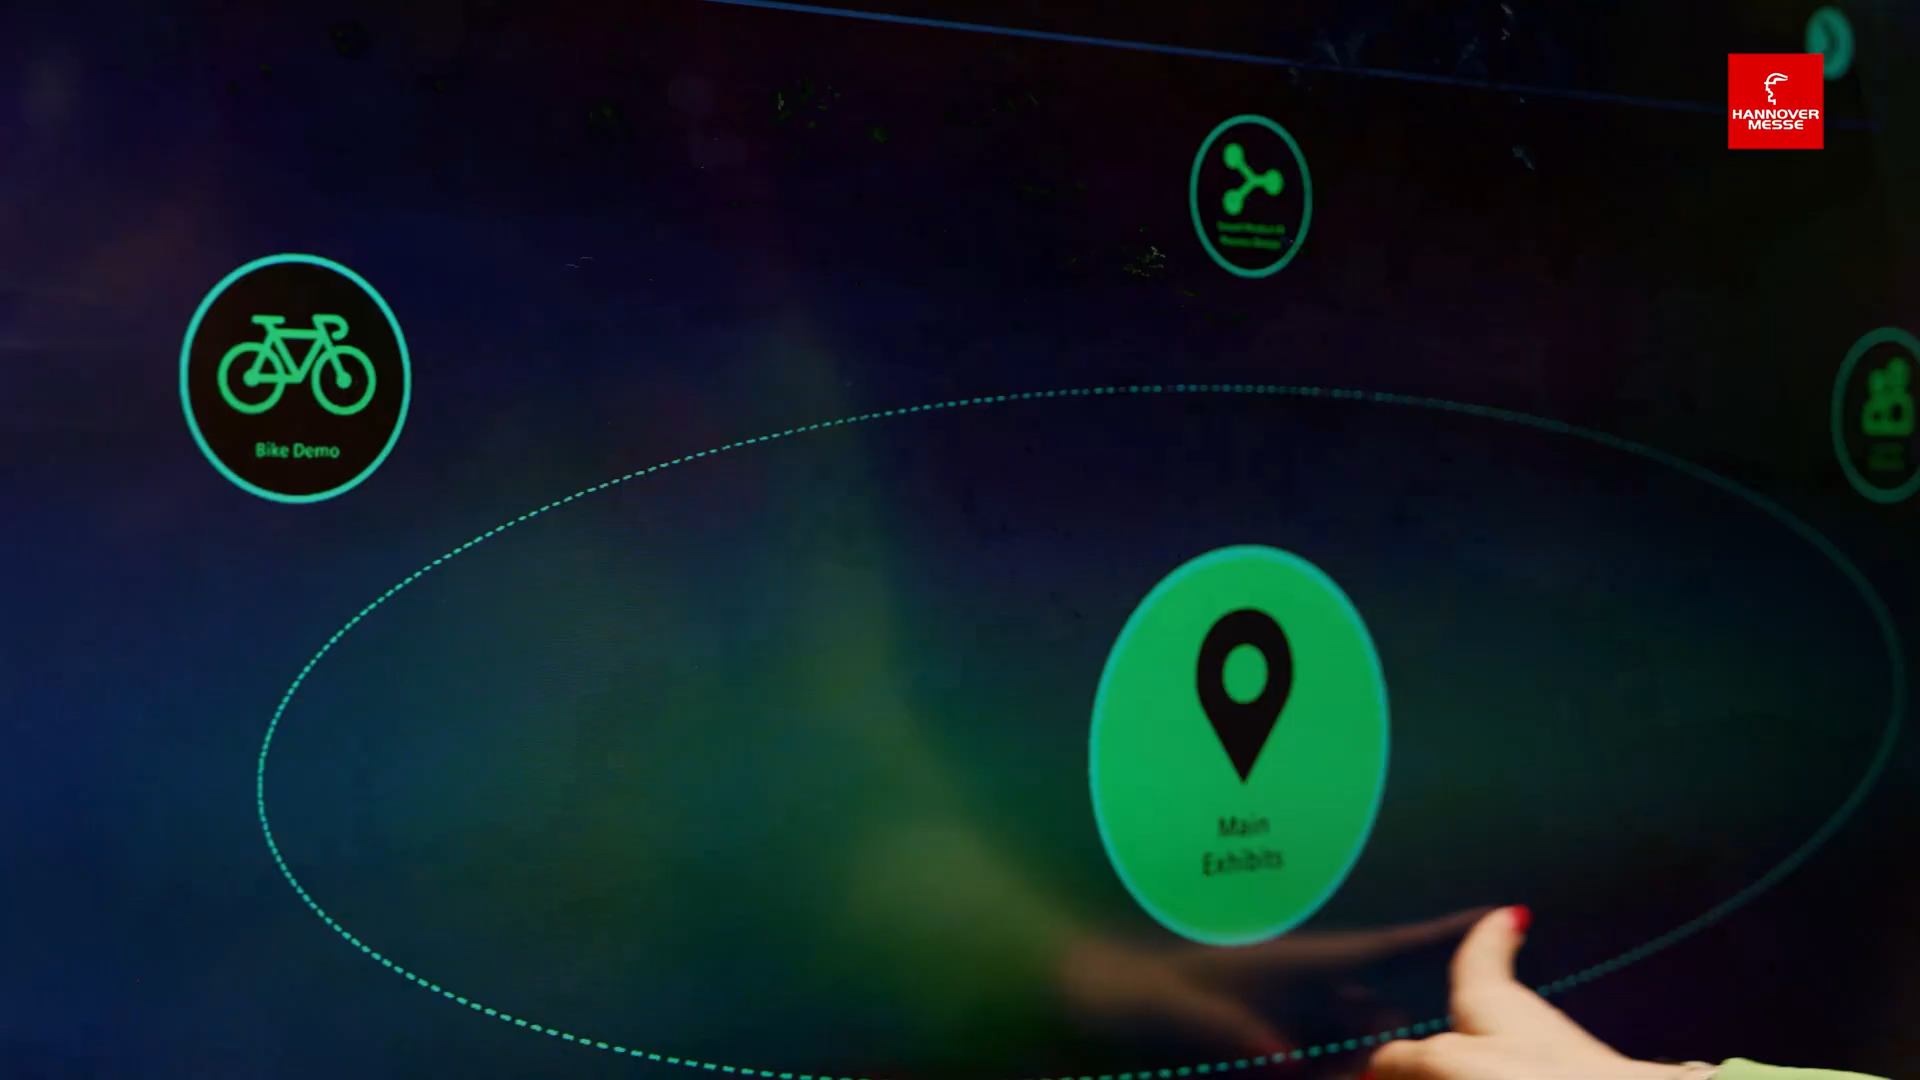 HANNOVER
MESSE
Bike Demo
Main
Exhibits